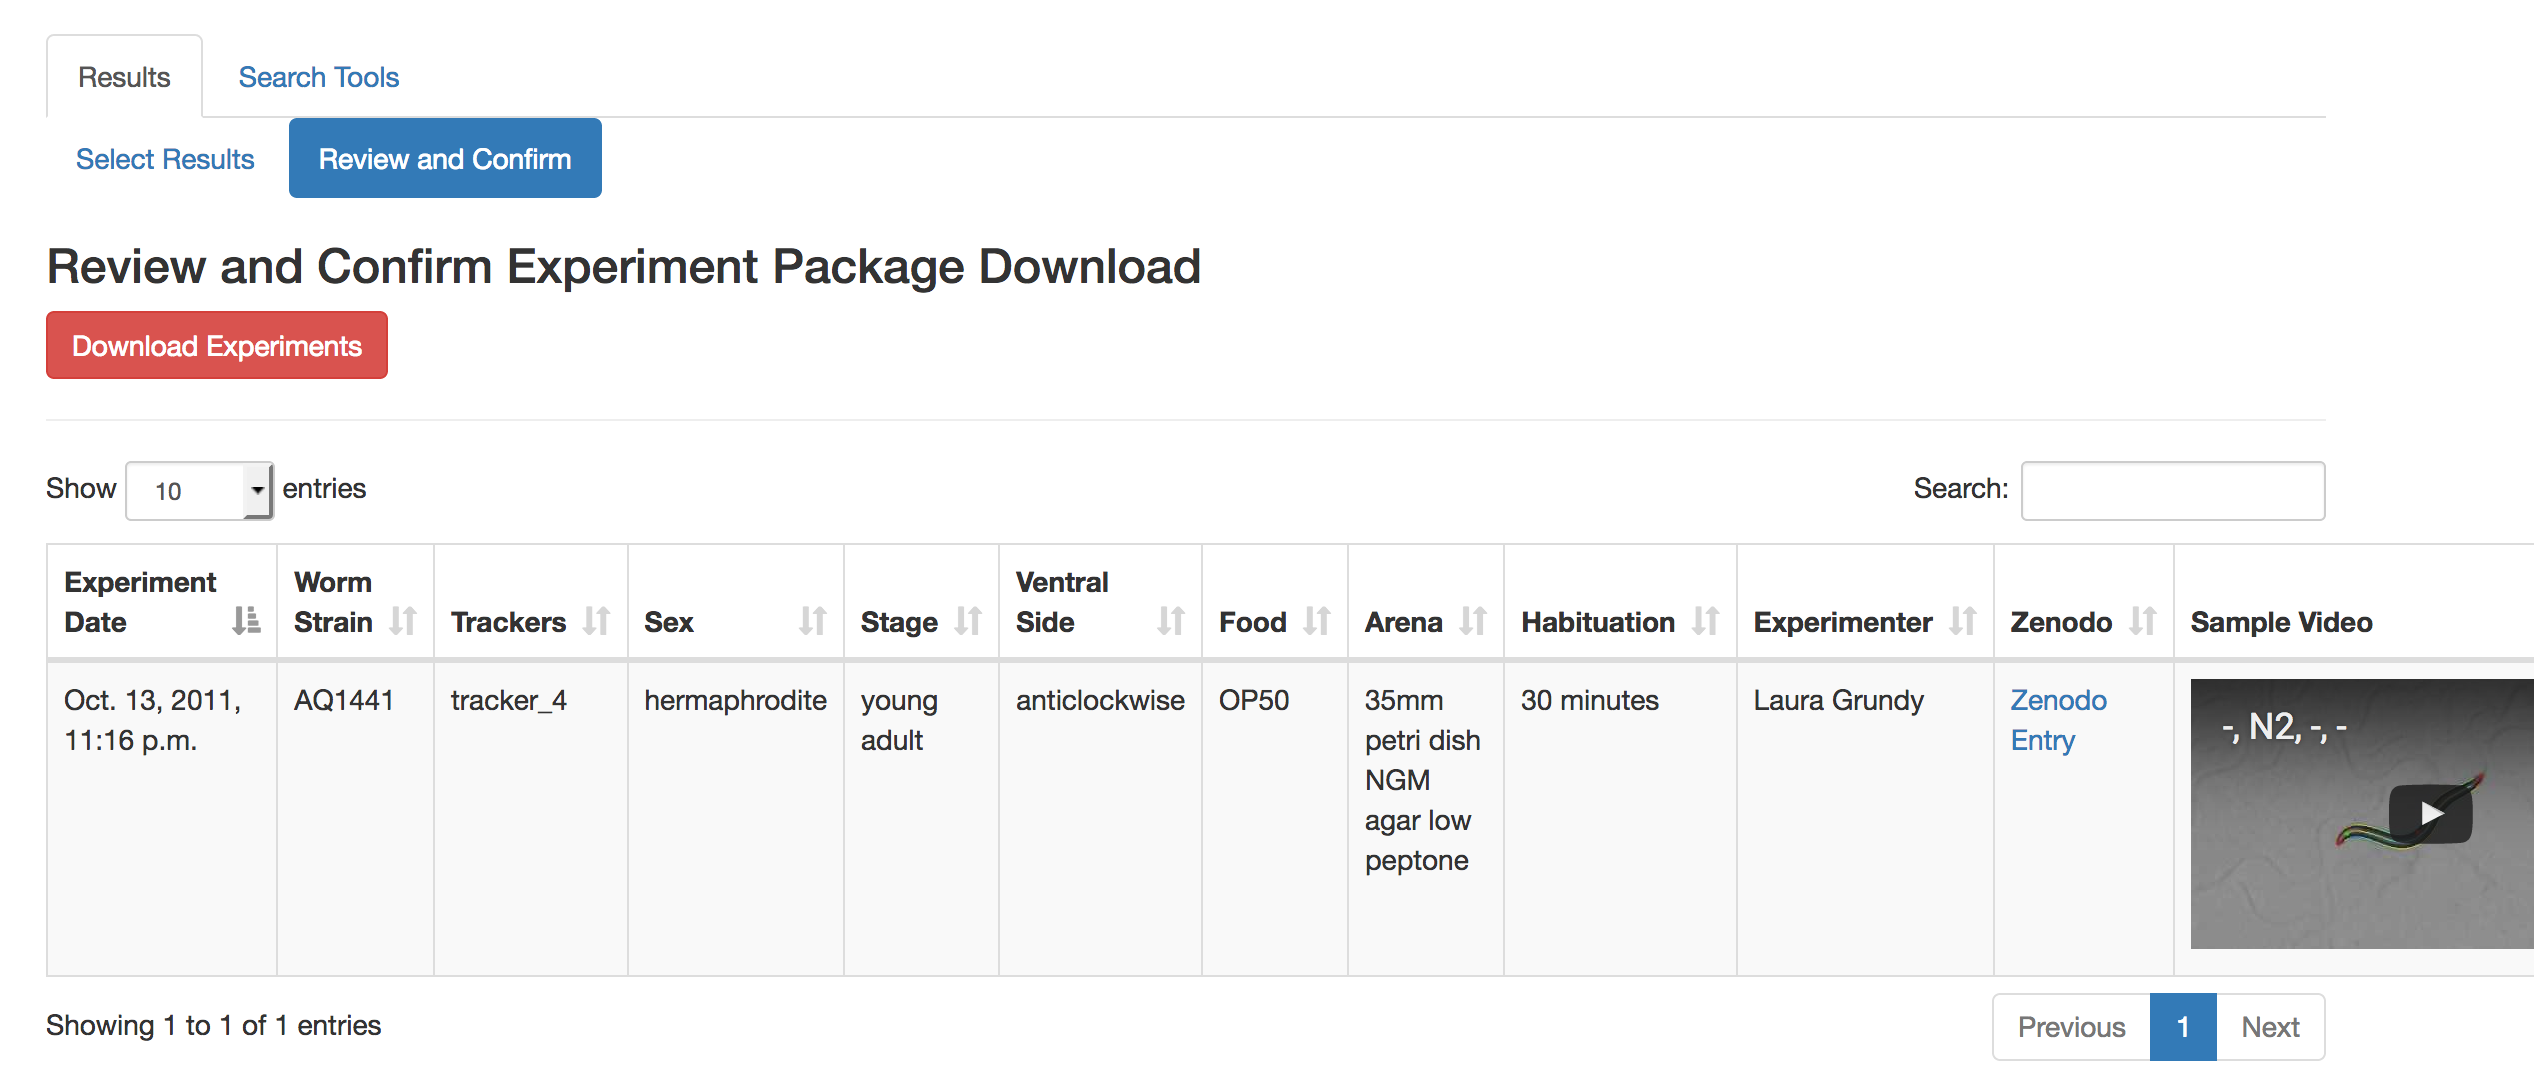 Results Search Tools
Select Results Review and Confirm
Review and Confirm Experiment Package Download
Download Experiments
Show 10 entries Search:
Experiment Date Worm Strain Trackers Sex Stage Ventral Side Food Arena Habituation Experimenter Zenodo Sample Video
Oct. 13, 2011, 11:16 p.m. AQ1441 tracker_4 hermaphrodite young adult anticlockwise OP50 35mm petri dish NGM agar low peptone 30 minutes Laura Grundy Zenodo Entry -, N2, -, -
Showing 1 to 1 of 1 entries Previous 1 Next